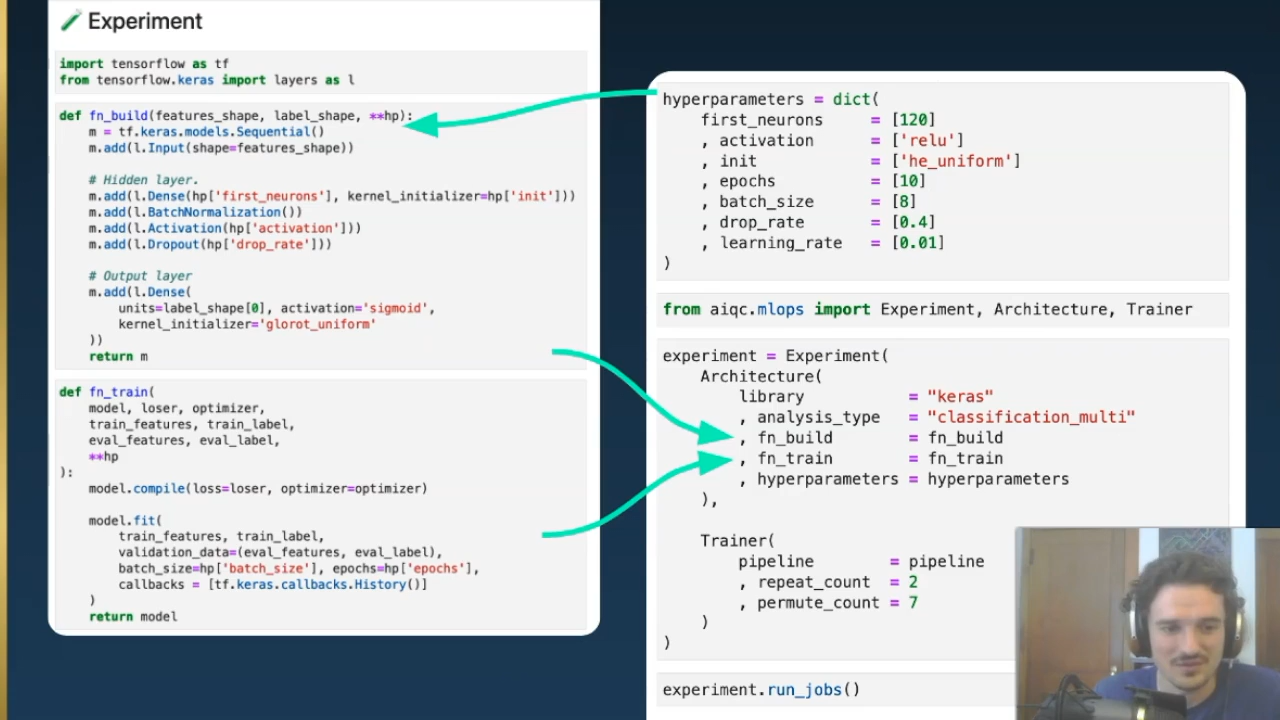 Experiment
import tensorflow as tf
from tensorflow.keras import layers as l
def fn_build(features_shape, label_shape, **hp):
    m = tf.keras.models.Sequential()
    m.add(l.Input(shape=features_shape))
    # Hidden layer.
    m.add(l.Dense(hp['first_neurons'], kernel_initializer=hp['init']))
    m.add(l.BatchNormalization())
    m.add(l.Activation(hp['activation']))
    m.add(l.Dropout(hp['drop_rate']))
    # Output layer
    m.add(l.Dense(
        units=label_shape[0], activation='sigmoid',
        kernel_initializer='glorot_uniform'
    ))
    return m
def fn_train(
    model, loser, optimizer,
    train_features, train_label,
    eval_features, eval_label,
    **hp
):
    model.compile(loss=loser, optimizer=optimizer)
    model.fit(
        train_features, train_label,
        validation_data=(eval_features, eval_label),
        batch_size=hp['batch_size'], epochs=hp['epochs'],
        callbacks = [tf.keras.callbacks.History()]
    )
    return model
hyperparameters = dict(
    first_neurons = [120]
    , activation = ['relu']
    , init = ['he_uniform']
    , epochs = [10]
    , batch_size = [8]
    , drop_rate = [0.4]
    , learning_rate = [0.01]
)
from aiqc.mlops import Experiment, Architecture, Trainer
experiment = Experiment(
    Architecture(
        library = "keras"
        , analysis_type = "classification_multi"
        , fn_build = fn_build
        , fn_train = fn_train
        , hyperparameters = hyperparameters
    ),
    Trainer(
        pipeline = pipeline
        , repeat_count = 2
        , permute_count = 7
    )
)
experiment.run_jobs()